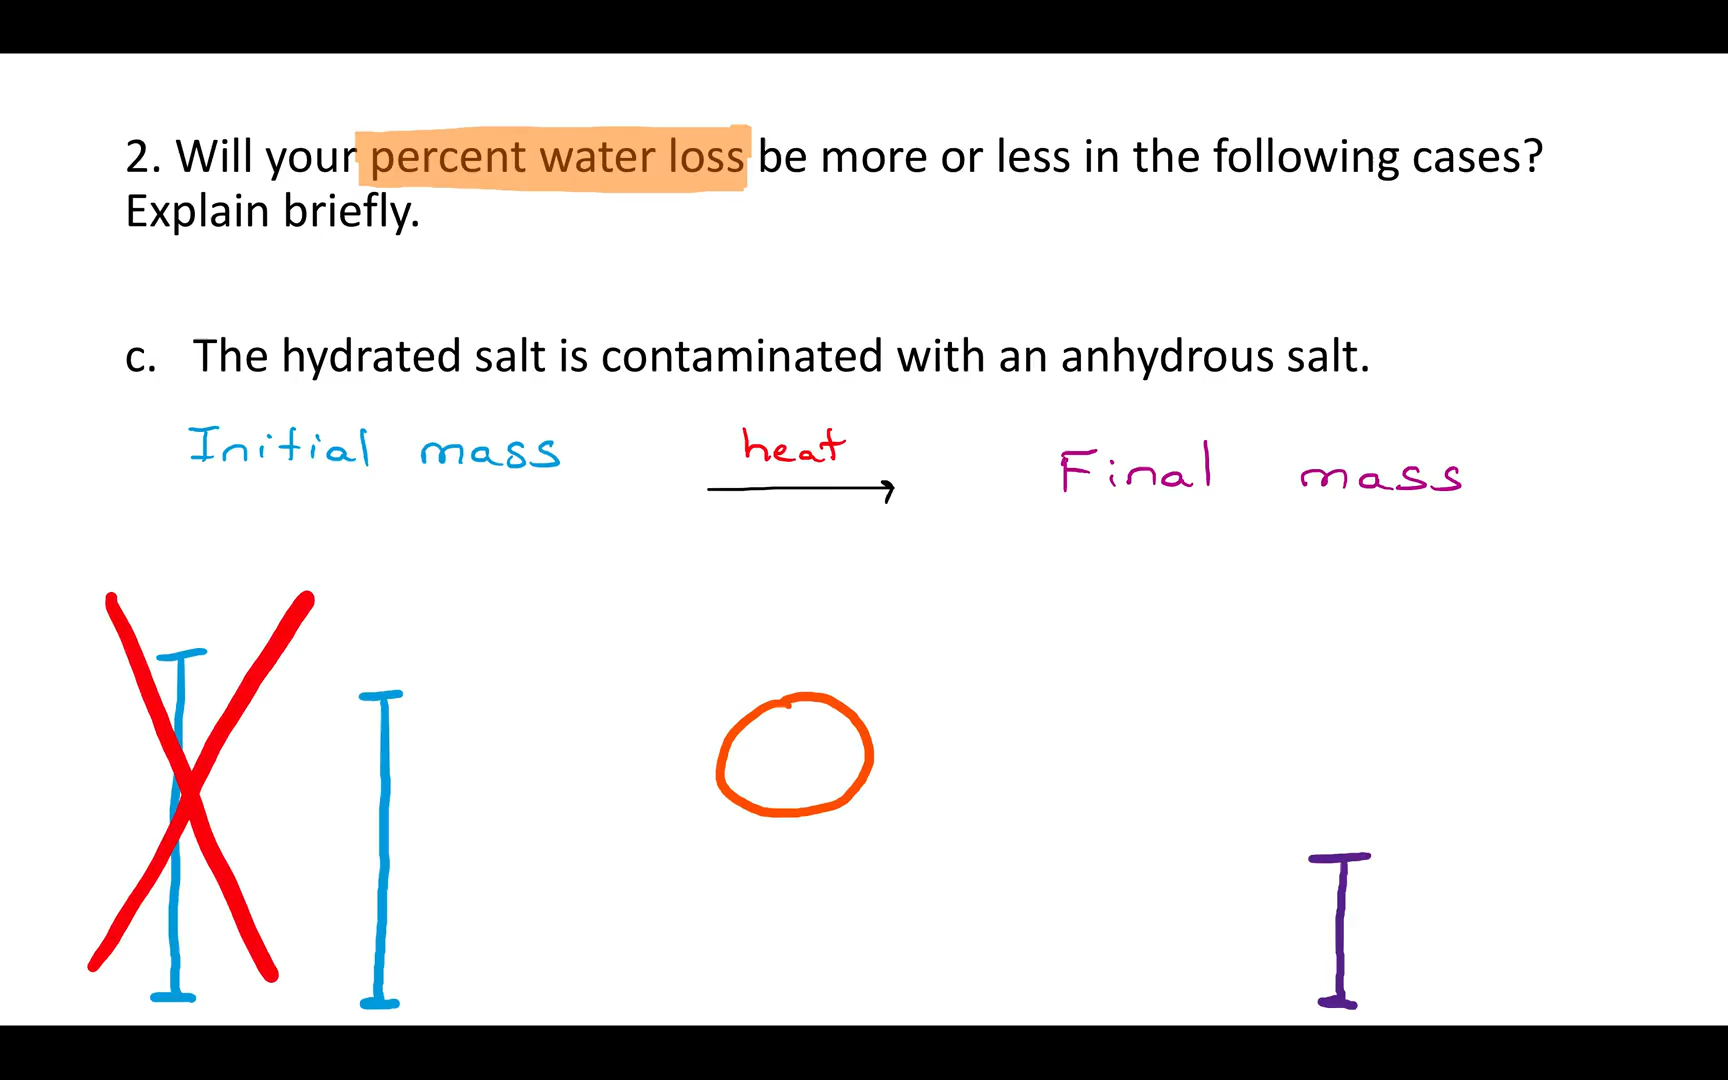 2. Will your percent water loss be more or less in the following cases?
Explain briefly.
c. The hydrated salt is contaminated with an anhydrous salt.
Initial mass heat Final mass